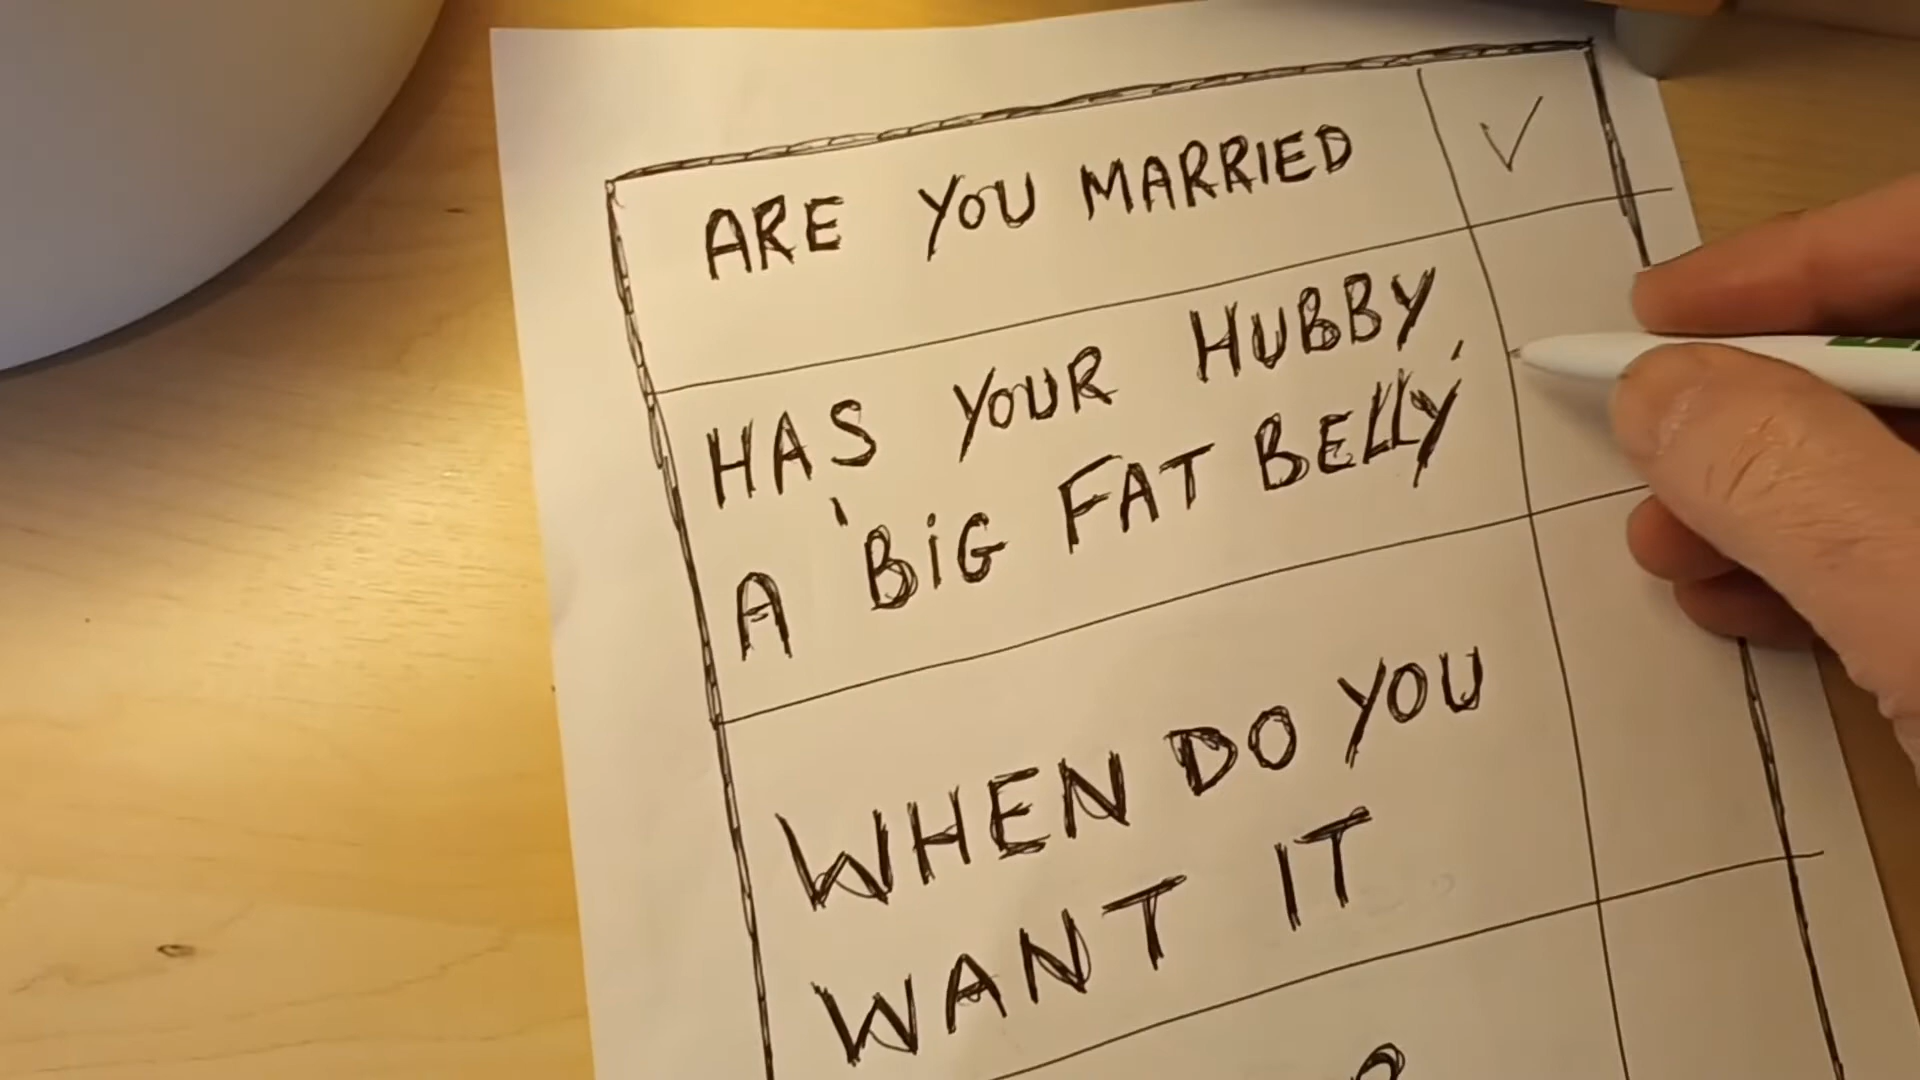 ARE YOU MARRIED ✓
HAS YOUR HUBBY
A BiG FAT BELLY
WHEN DO YOU
WANT IT